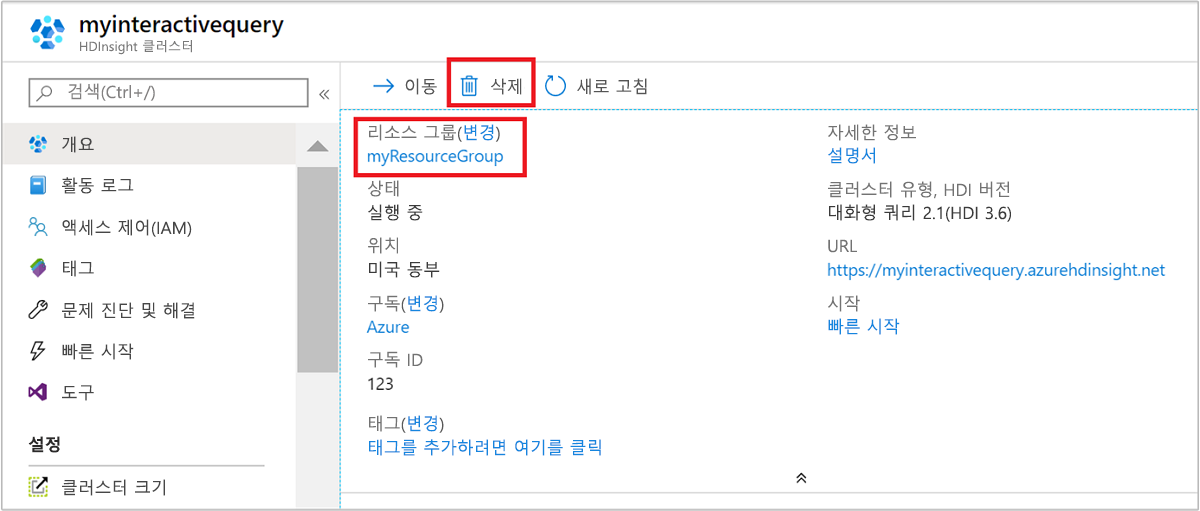 myinteractivequery
HDInsight 클러스터
검색(Ctrl+/)
«
개요
활동 로그
액세스 제어(IAM)
태그
문제 진단 및 해결
빠른 시작
도구
설정
클러스터 크기
이동
삭제
새로 고침
리소스 그룹(변경)
myResourceGroup
상태
실행 중
위치
미국 동부
구독(변경)
Azure
구독 ID
123
태그(변경)
태그를 추가하려면 여기를 클릭
자세한 정보
설명서
클러스터 유형, HDI 버전
대화형 쿼리 2.1(HDI 3.6)
URL
https://myinteractivequery.azurehdinsight.net
시작
빠른 시작